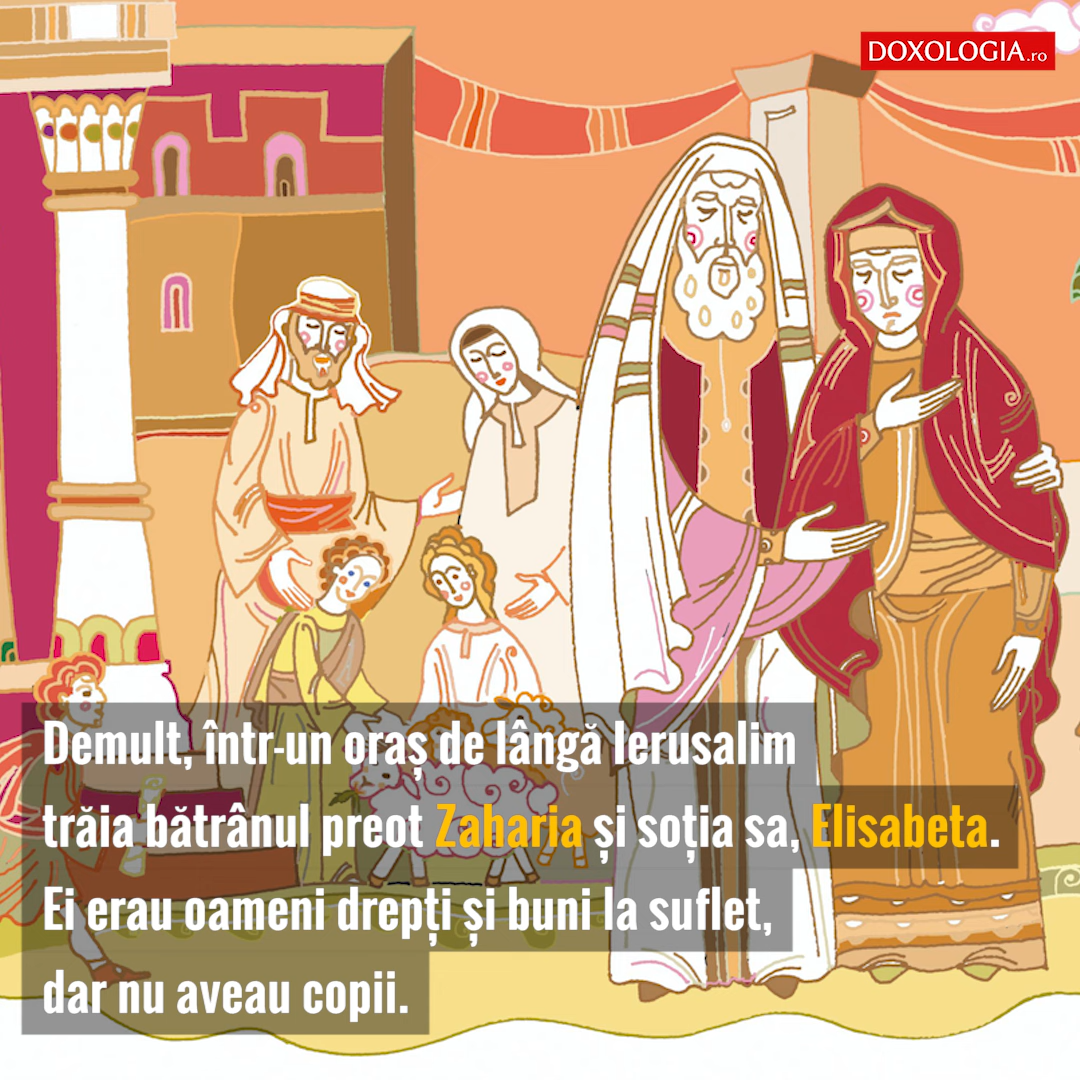 DOXOLOGIA.ro
Demult, într-un oraș de lângă Ierusalim
trăia bătrânul preot Zaharia și soția sa, Elisabeta.
Ei erau oameni drepți și buni la suflet,
dar nu aveau copii.